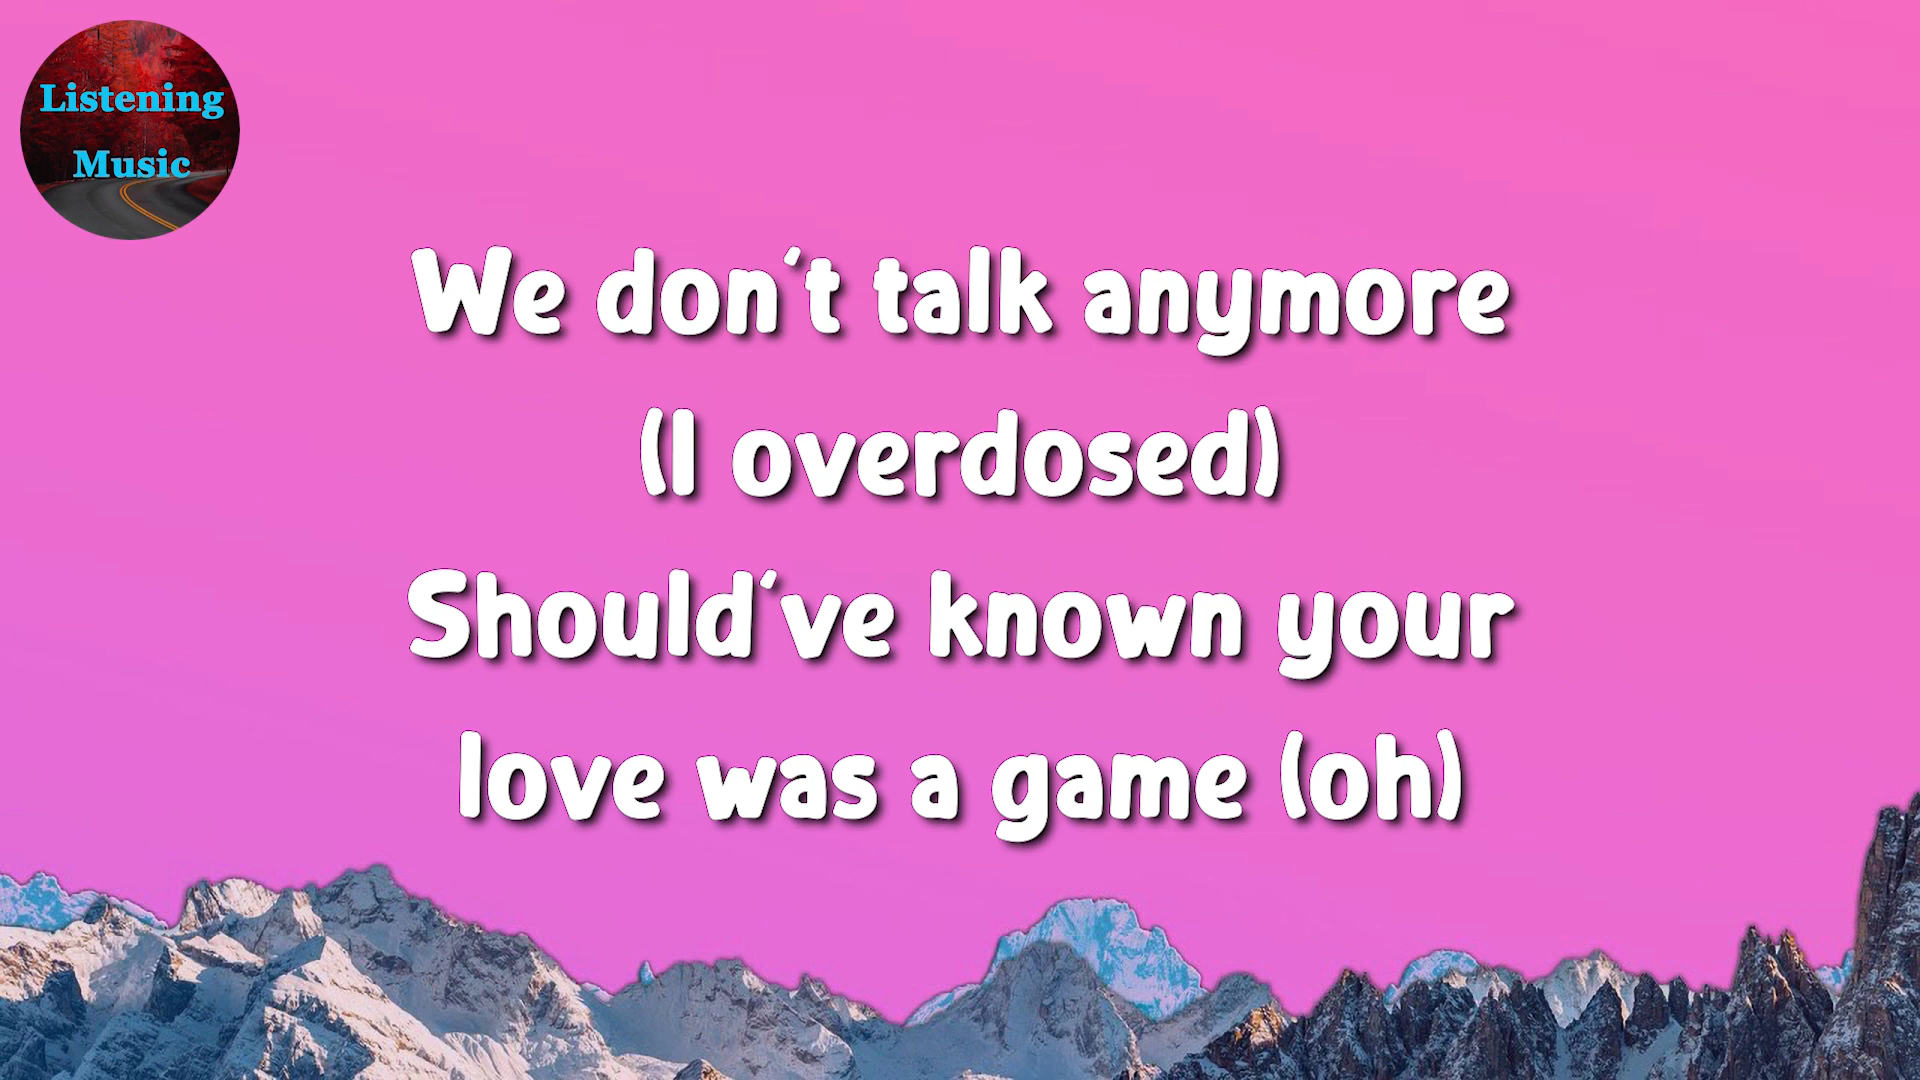 Listening
Music
We don't talk anymore
(I overdosed)
Should've known your
love was a game (oh)